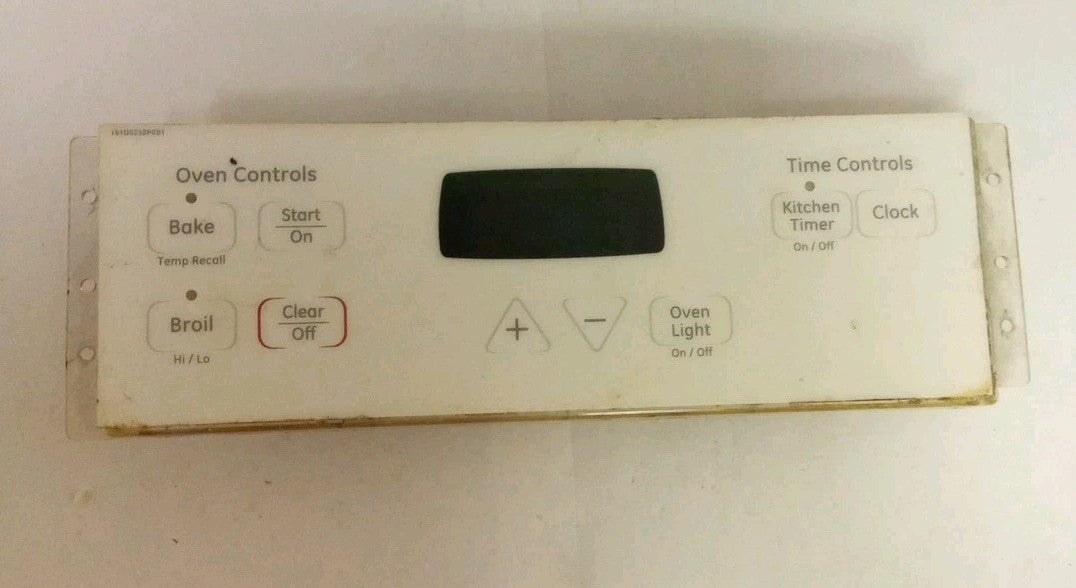 191D5232P001
Oven Controls
Bake
Start
On
Temp Recall
Broil
Clear
Off
Hi / Lo
+
−
Oven
Light
On / Off
Time Controls
Kitchen
Timer
Clock
On / Off